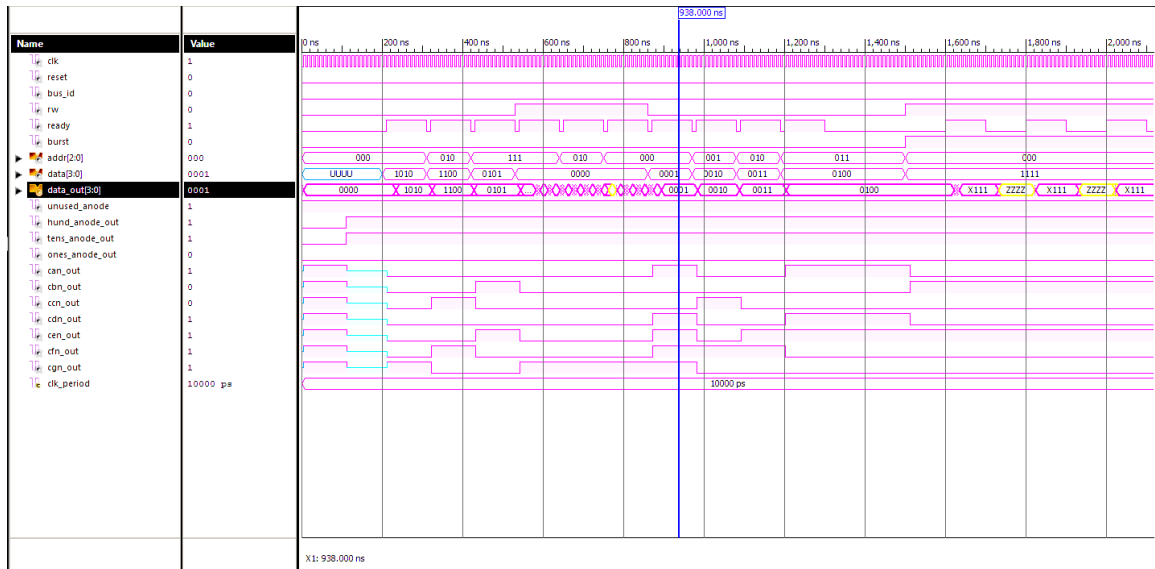 938.000 ns
Name Value 0 ns 200 ns 400 ns 600 ns 800 ns 1,000 ns 1,200 ns 1,400 ns 1,600 ns 1,800 ns 2,000 ns
clk 1
reset 0
bus_id 0
rw 0
ready 1
burst 0
addr[2:0] 000 000 010 111 010 000 001 010 011 000
data[3:0] 0001 UUUU 1010 1100 0101 0000 0001 0010 0011 0100 1111
data_out[3:0] 0001 0000 1010 1100 0101 ... 0001 0010 0011 0100 X111 ZZZZ X111 ZZZZ X111
unused_anode 1
hund_anode_out 1
tens_anode_out 1
ones_anode_out 0
can_out 1
cbn_out 0
ccn_out 0
cdn_out 1
cen_out 1
cfn_out 1
cgn_out 1
clk_period 10000 ps 10000 ps
X1: 938.000 ns